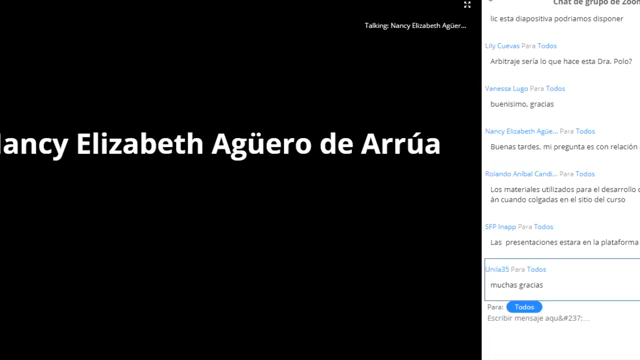 Chat de grupo de Zoom
Talking: Nancy Elizabeth Agüer...
lic esta diapositiva podriamos disponer
Lily Cuevas Para Todos
Arbitraje sería lo que hace esta Dra. Polo?
Vanessa Lugo Para Todos
buenisimo, gracias
Nancy Elizabeth Agüero de Arrúa
Nancy Elizabeth Agüe... Para Todos
Buenas tardes, mi pregunta es con relación
Rolando Aníbal Candi... Para Todos
Los materiales utilizados para el desarrollo
án cuando colgadas en el sitio del curso
SFP Inapp Para Todos
Las presentaciones estara en la plataforma
Unila35 Para Todos
muchas gracias
Para: Todos
Escribir mensaje aqu&#237;...